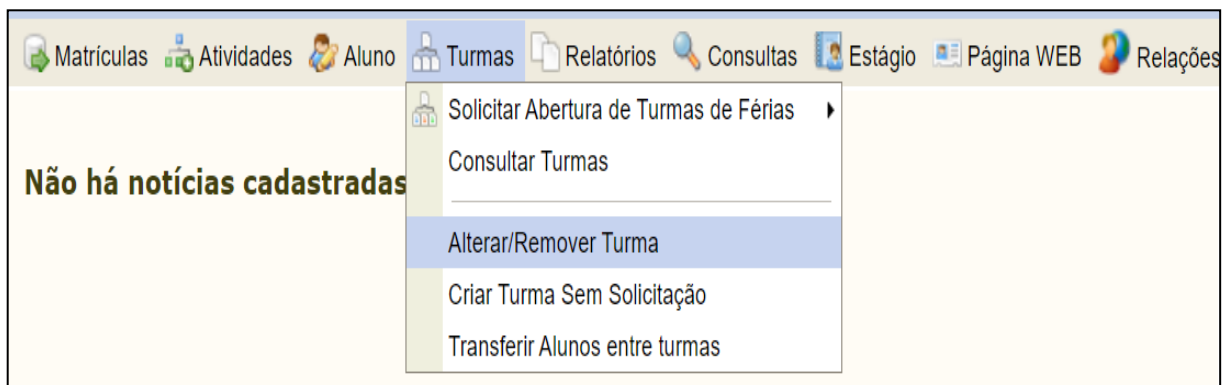 Matrículas Atividades Aluno Turmas Relatórios Consultas Estágio Página WEB Relações
Solicitar Abertura de Turmas de Férias
Consultar Turmas
Não há notícias cadastradas
Alterar/Remover Turma
Criar Turma Sem Solicitação
Transferir Alunos entre turmas